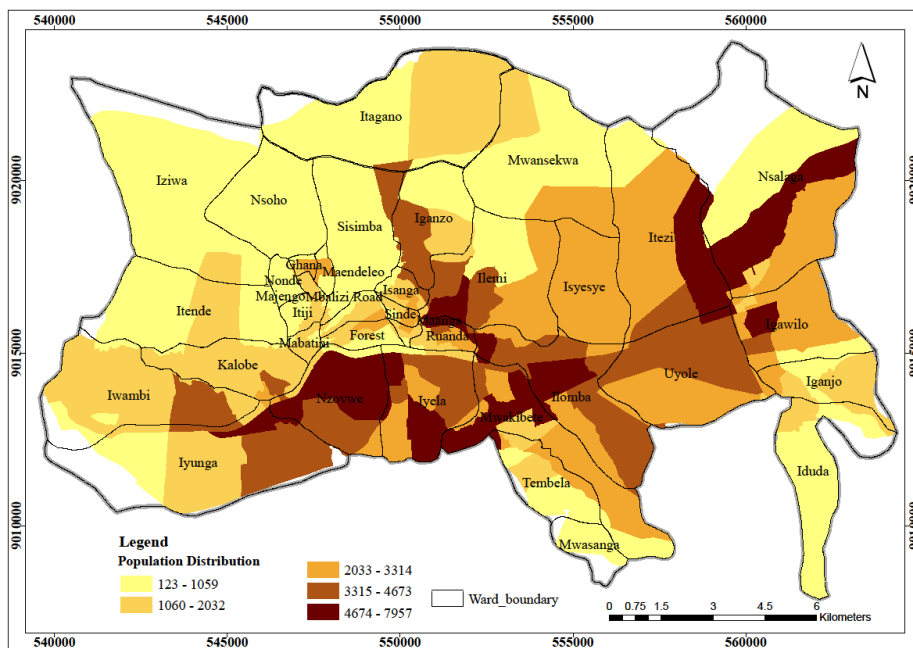 540000 545000 550000 555000 560000
N
9020000
9015000
9010000
9020000
Itagano
Mwansekwa
Iziwa
Nsalaga
Nsoho
Sisimba
Iganzo
Itezi
Ghana
Maendeleo
Nonde
Ilemi
Isyesye
Isanga
Majengo
Mbalizi Road
Itende
Itiji
Sinde
Igawilo
Forest
Ruanda
Mabatini
Kalobe
Uyole
Iganjo
Iwambi
Nzovwe
Iyela
Ilomba
Mwakibete
Iyunga
Iduda
Tembela
Mwasanga
Legend
Population Distribution
123 - 1059
1060 - 2032
2033 - 3314
3315 - 4673
4674 - 7957
Ward_boundary
0 0.75 1.5 3 4.5 6
Kilometers
540000 545000 550000 555000 560000